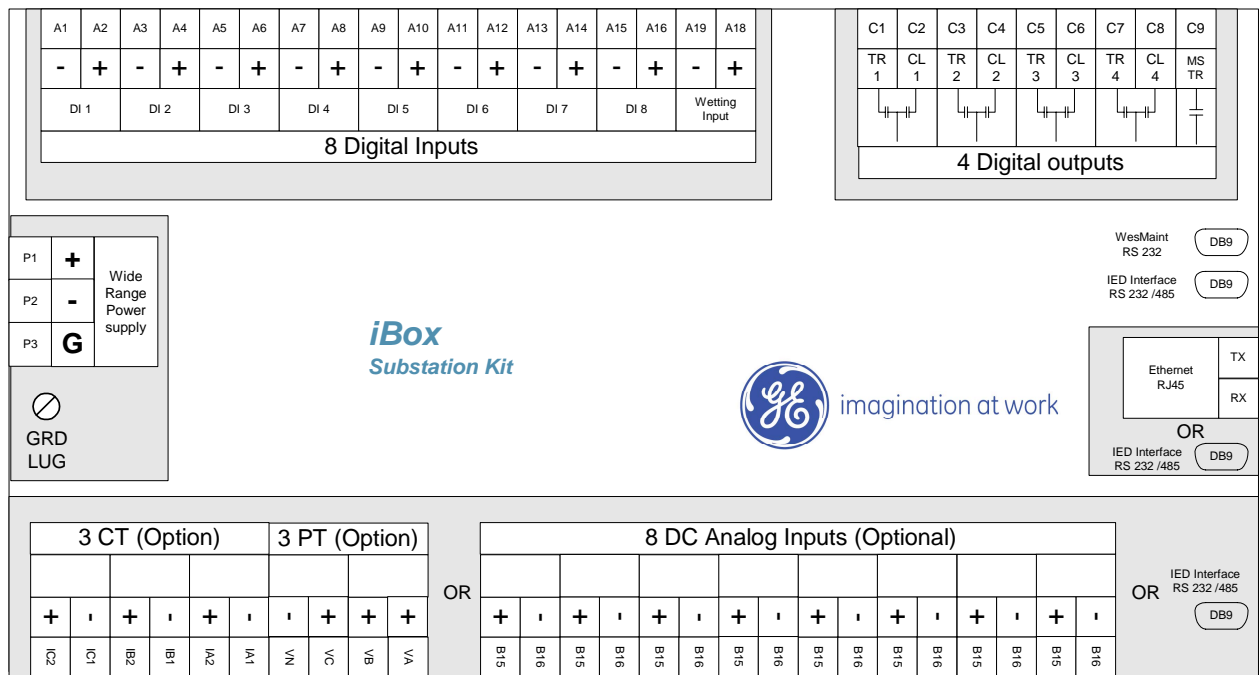 A1 A2 A3 A4 A5 A6 A7 A8 A9 A10 A11 A12 A13 A14 A15 A16 A19 A18
- + - + - + - + - + - + - + - + - +
DI 1 DI 2 DI 3 DI 4 DI 5 DI 6 DI 7 DI 8 Wetting
Input
8 Digital Inputs
C1 C2 C3 C4 C5 C6 C7 C8 C9
TR CL TR CL TR CL TR CL MS
1 1 2 2 3 3 4 4 TR
4 Digital outputs
P1 +
P2 -
P3 G
Wide
Range
Power
supply
GRD
LUG
iBox
Substation Kit
GE
imagination at work
WesMaint
RS 232
DB9
IED Interface
RS 232 /485
DB9
Ethernet
RJ45
TX
RX
OR
IED Interface
RS 232 /485
DB9
3 CT (Option) 3 PT (Option)
+ - + - + - - + + +
IC2 IC1 IB2 IB1 IA2 IA1 VN VC VB VA
OR
8 DC Analog Inputs (Optional)
+ - + - + - + - + - + - + - + -
B15 B16 B15 B16 B15 B16 B15 B16 B15 B16 B15 B16 B15 B16 B15 B16
OR
IED Interface
RS 232 /485
DB9